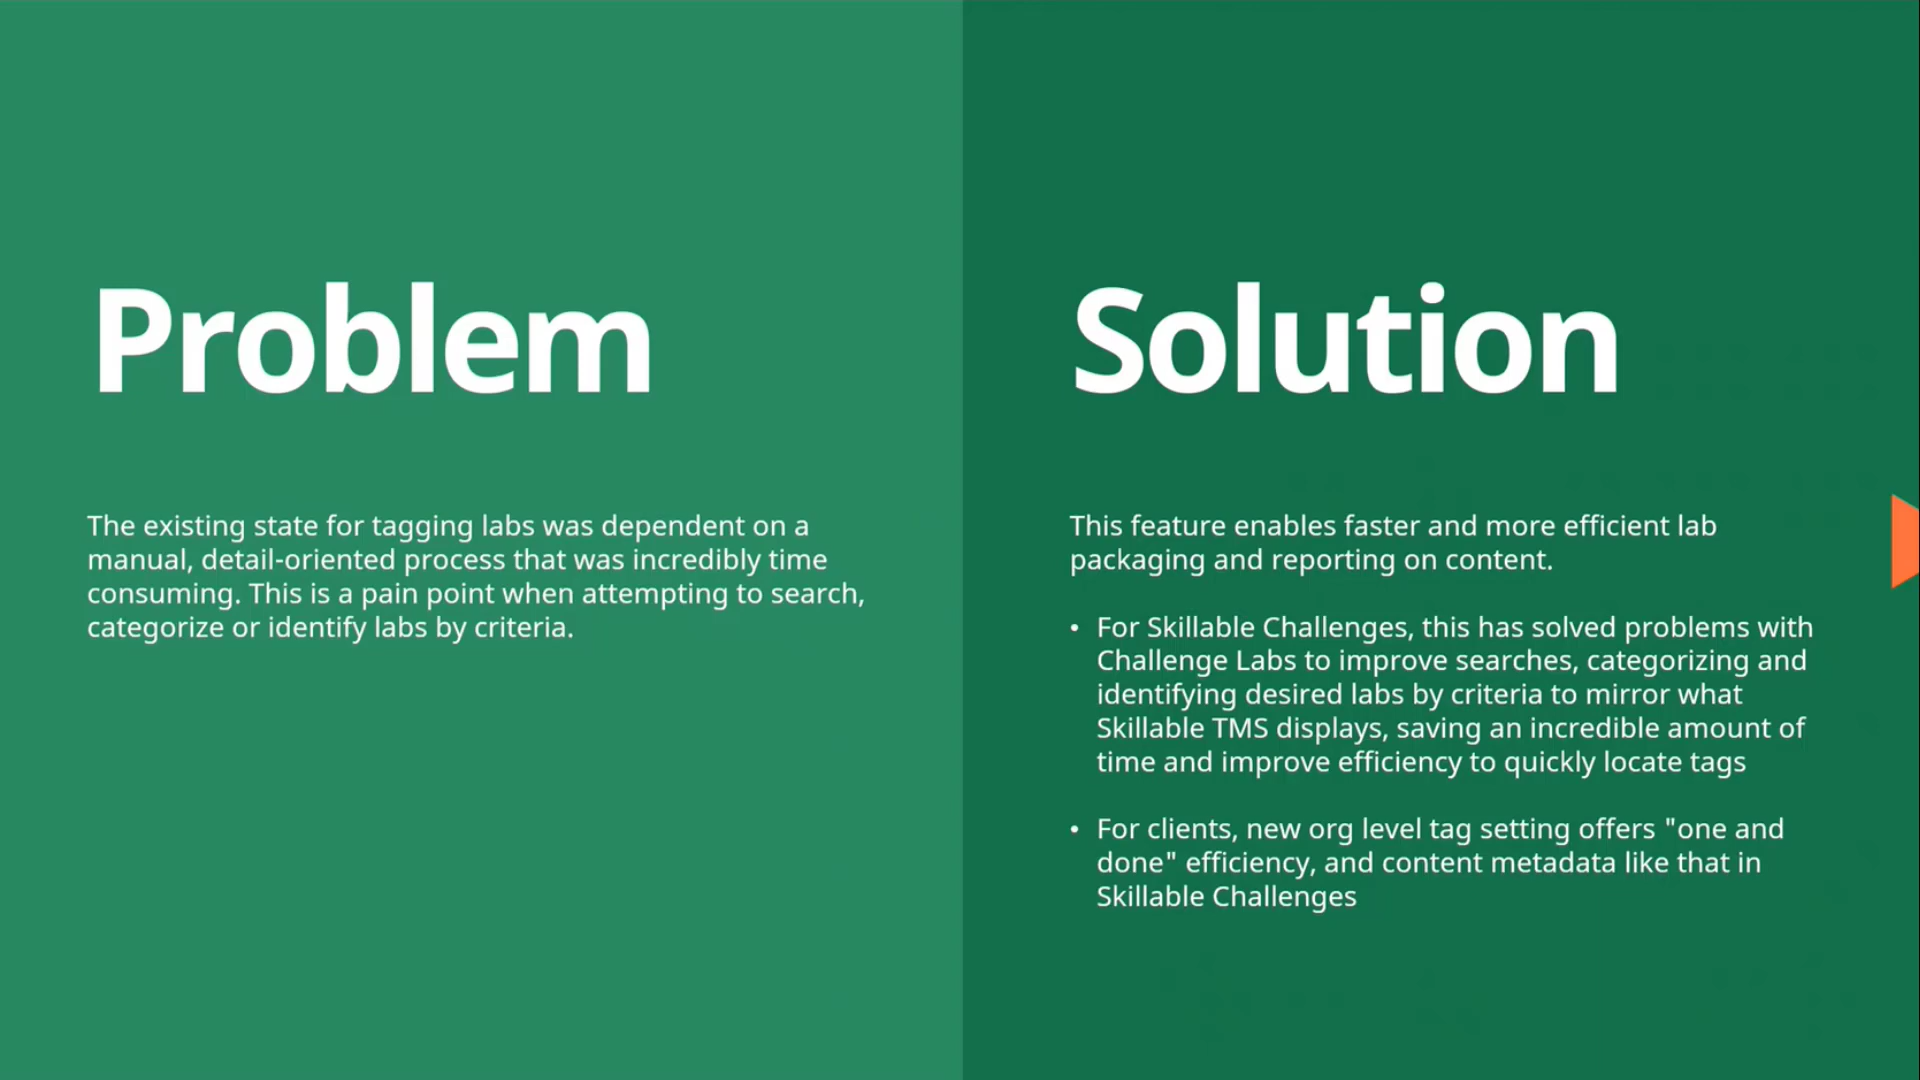 Problem
The existing state for tagging labs was dependent on a
manual, detail-oriented process that was incredibly time
consuming. This is a pain point when attempting to search,
categorize or identify labs by criteria.
Solution
This feature enables faster and more efficient lab
packaging and reporting on content.
• For Skillable Challenges, this has solved problems with
Challenge Labs to improve searches, categorizing and
identifying desired labs by criteria to mirror what
Skillable TMS displays, saving an incredible amount of
time and improve efficiency to quickly locate tags
• For clients, new org level tag setting offers "one and
done" efficiency, and content metadata like that in
Skillable Challenges